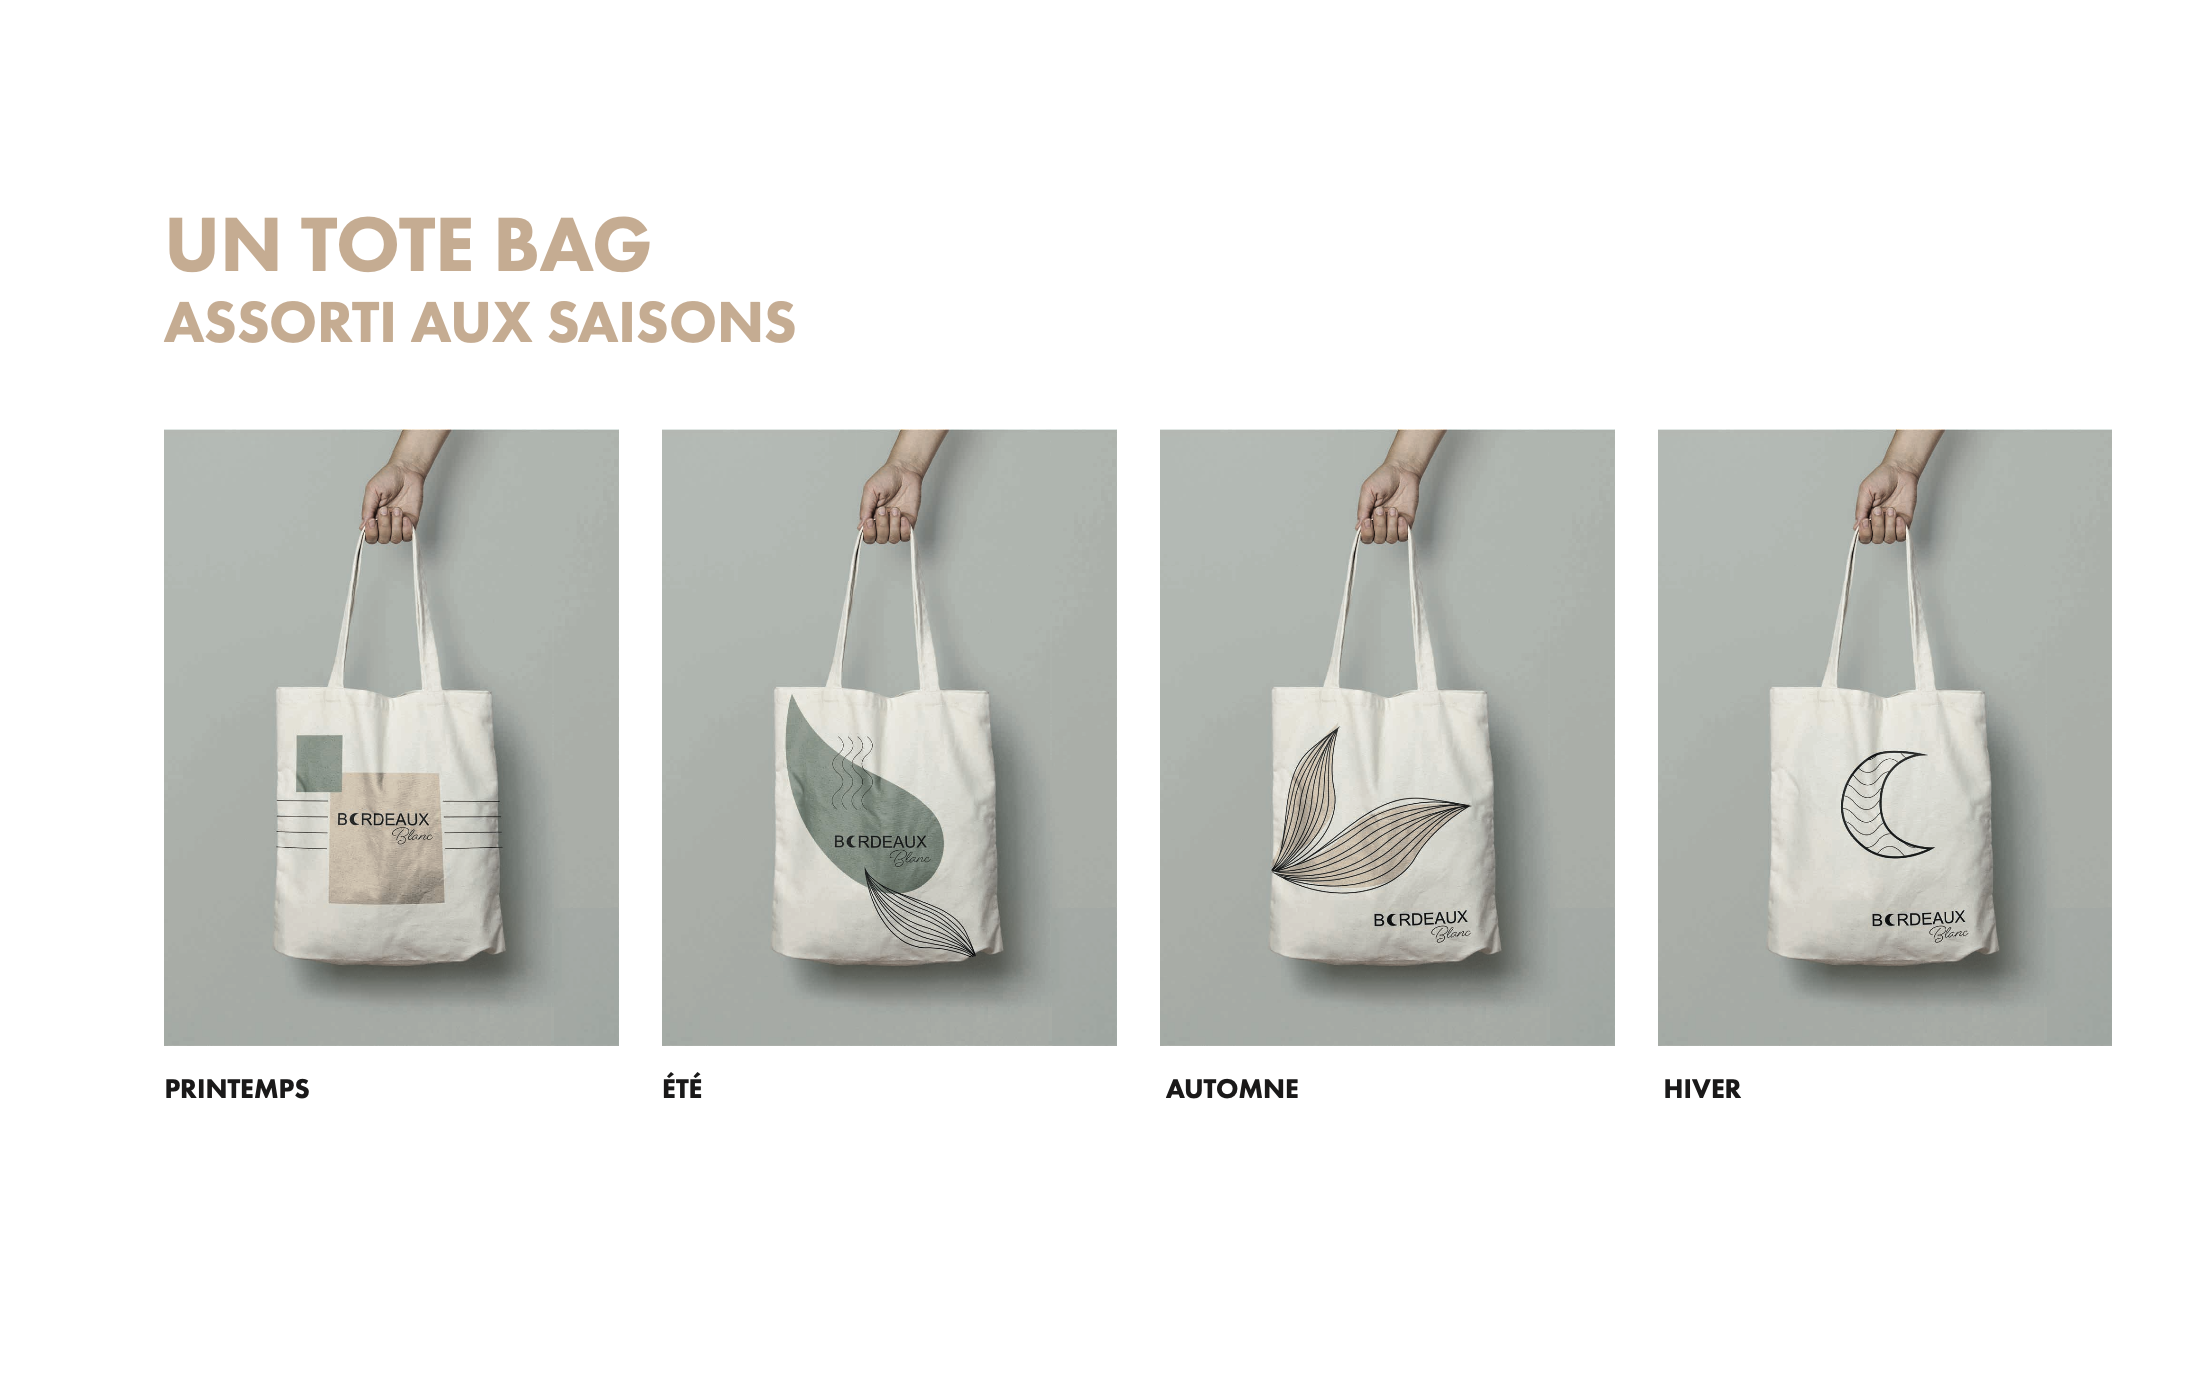 UN TOTE BAG
ASSORTI AUX SAISONS
BORDEAUX
Blanc
BORDEAUX
Blanc
BORDEAUX
Blanc
BORDEAUX
Blanc
PRINTEMPS
ÉTÉ
AUTOMNE
HIVER